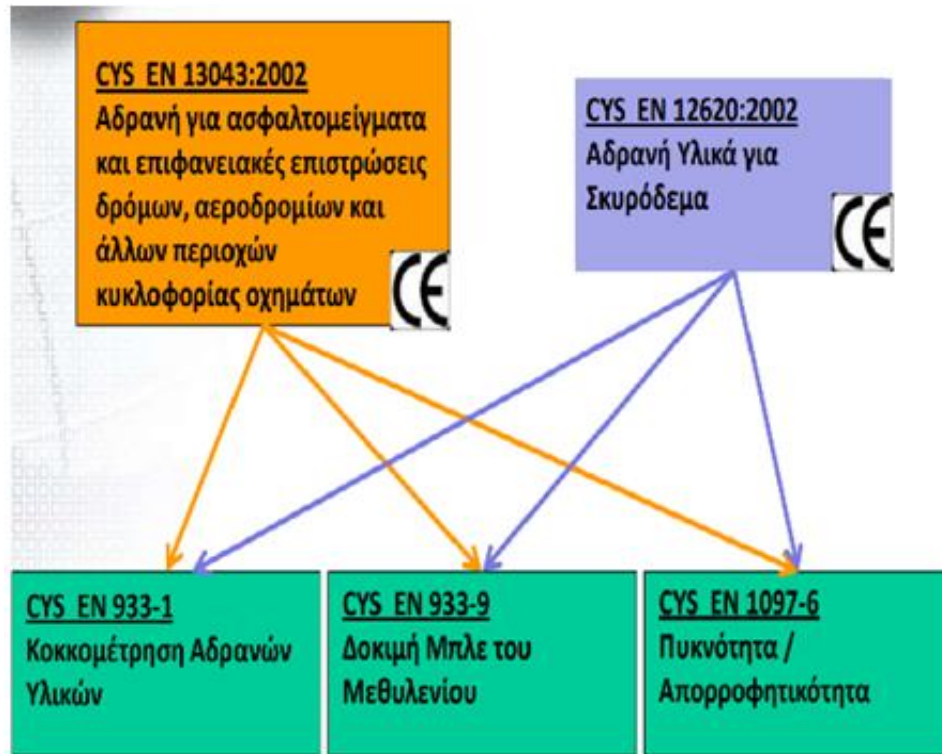 CYS EN 13043:2002
Αδρανή για ασφαλτομείγματα
και επιφανειακές επιστρώσεις
δρόμων, αεροδρομίων και
άλλων περιοχών
κυκλοφορίας οχημάτων
CE
CYS EN 12620:2002
Αδρανή Υλικά για
Σκυρόδεμα
CE
CYS EN 933-1
Κοκκομέτρηση Αδρανών
Υλικών
CYS EN 933-9
Δοκιμή Μπλε του
Μεθυλενίου
CYS EN 1097-6
Πυκνότητα /
Απορροφητικότητα